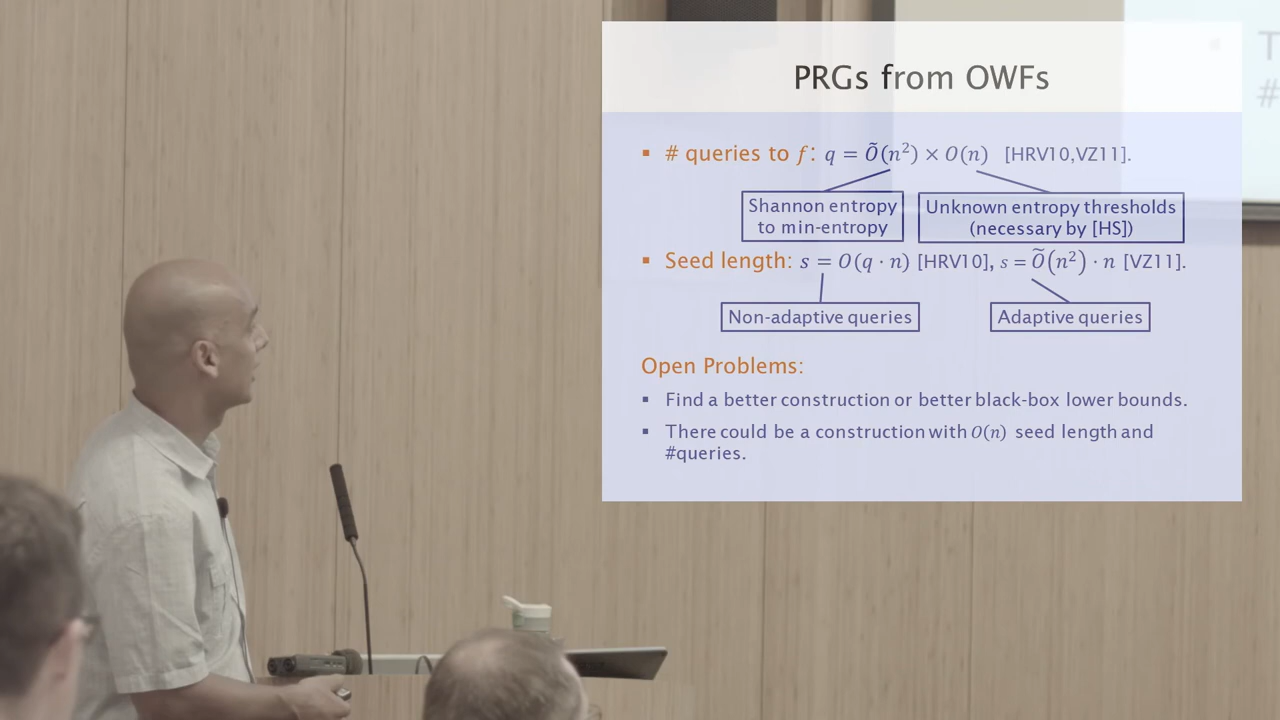 PRGs from OWFs
▪ # queries to f: q = Õ(n²) × O(n) [HRV10,VZ11].
Shannon entropy
to min-entropy
Unknown entropy thresholds
(necessary by [HS])
▪ Seed length: s = O(q · n) [HRV10], s = Õ(n²) · n [VZ11].
Non-adaptive queries
Adaptive queries
Open Problems:
▪ Find a better construction or better black-box lower bounds.
▪ There could be a construction with O(n) seed length and
#queries.
▪ T
#